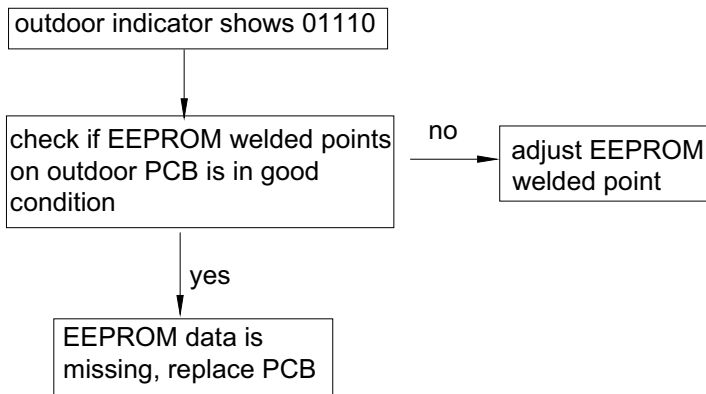 outdoor indicator shows 01110
check if EEPROM welded points
on outdoor PCB is in good
condition
no
adjust EEPROM
welded point
yes
EEPROM data is
missing, replace PCB